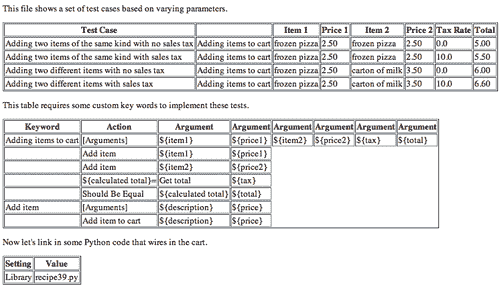 This file shows a set of test cases based on varying parameters.
Test Case Item 1 Price 1 Item 2 Price 2 Tax Rate Total
Adding two items of the same kind with no sales tax Adding items to cart frozen pizza 2.50 frozen pizza 2.50 0.0 5.00
Adding two items of the same kind with sales tax Adding items to cart frozen pizza 2.50 frozen pizza 2.50 10.0 5.50
Adding two different items with no sales tax Adding items to cart frozen pizza 2.50 carton of milk 3.50 0.0 6.00
Adding two different items with sales tax Adding items to cart frozen pizza 2.50 carton of milk 3.50 10.0 6.60
This table requires some custom key words to implement these tests.
Keyword Action Argument Argument Argument Argument Argument Argument
Adding items to cart [Arguments] ${item1} ${price1} ${item2} ${price2} ${tax} ${total}
Add item ${item1} ${price1}
Add item ${item2} ${price2}
${calculated total}= Get total ${tax}
Should Be Equal ${calculated total} ${total}
Add item [Arguments] ${description} ${price}
Add item to cart ${description} ${price}
Now let's link in some Python code that wires in the cart.
Setting Value
Library recipe39.py